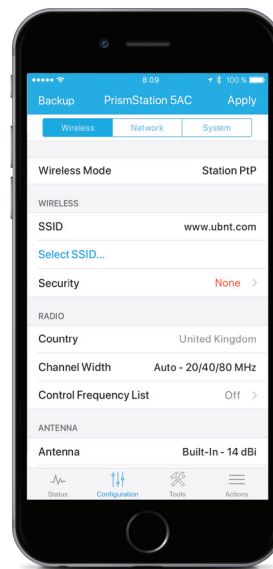 8:09 100 %
Backup PrismStation 5AC Apply
Wireless Network System
Wireless Mode Station PtP
WIRELESS
SSID www.ubnt.com
Select SSID...
Security None
RADIO
Country United Kingdom
Channel Width Auto - 20/40/80 MHz
Control Frequency List Off
ANTENNA
Antenna Built-In - 14 dBi
Status Configuration Tools Actions